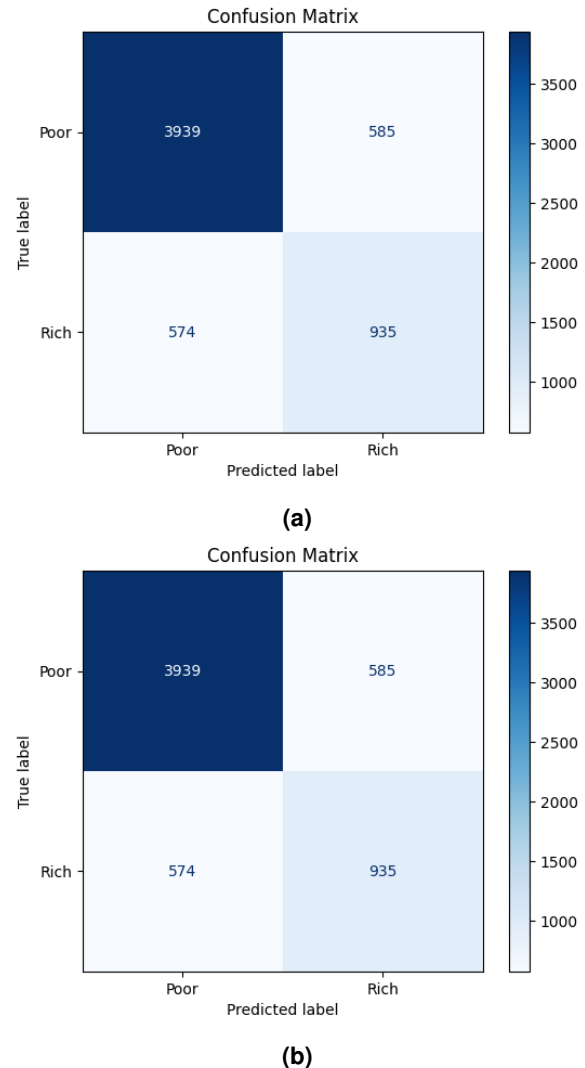 Confusion Matrix
Poor
3939
585
Rich
574
935
True label
Poor
Rich
Predicted label
3500
3000
2500
2000
1500
1000
(a)
Confusion Matrix
Poor
3939
585
Rich
574
935
True label
Poor
Rich
Predicted label
3500
3000
2500
2000
1500
1000
(b)